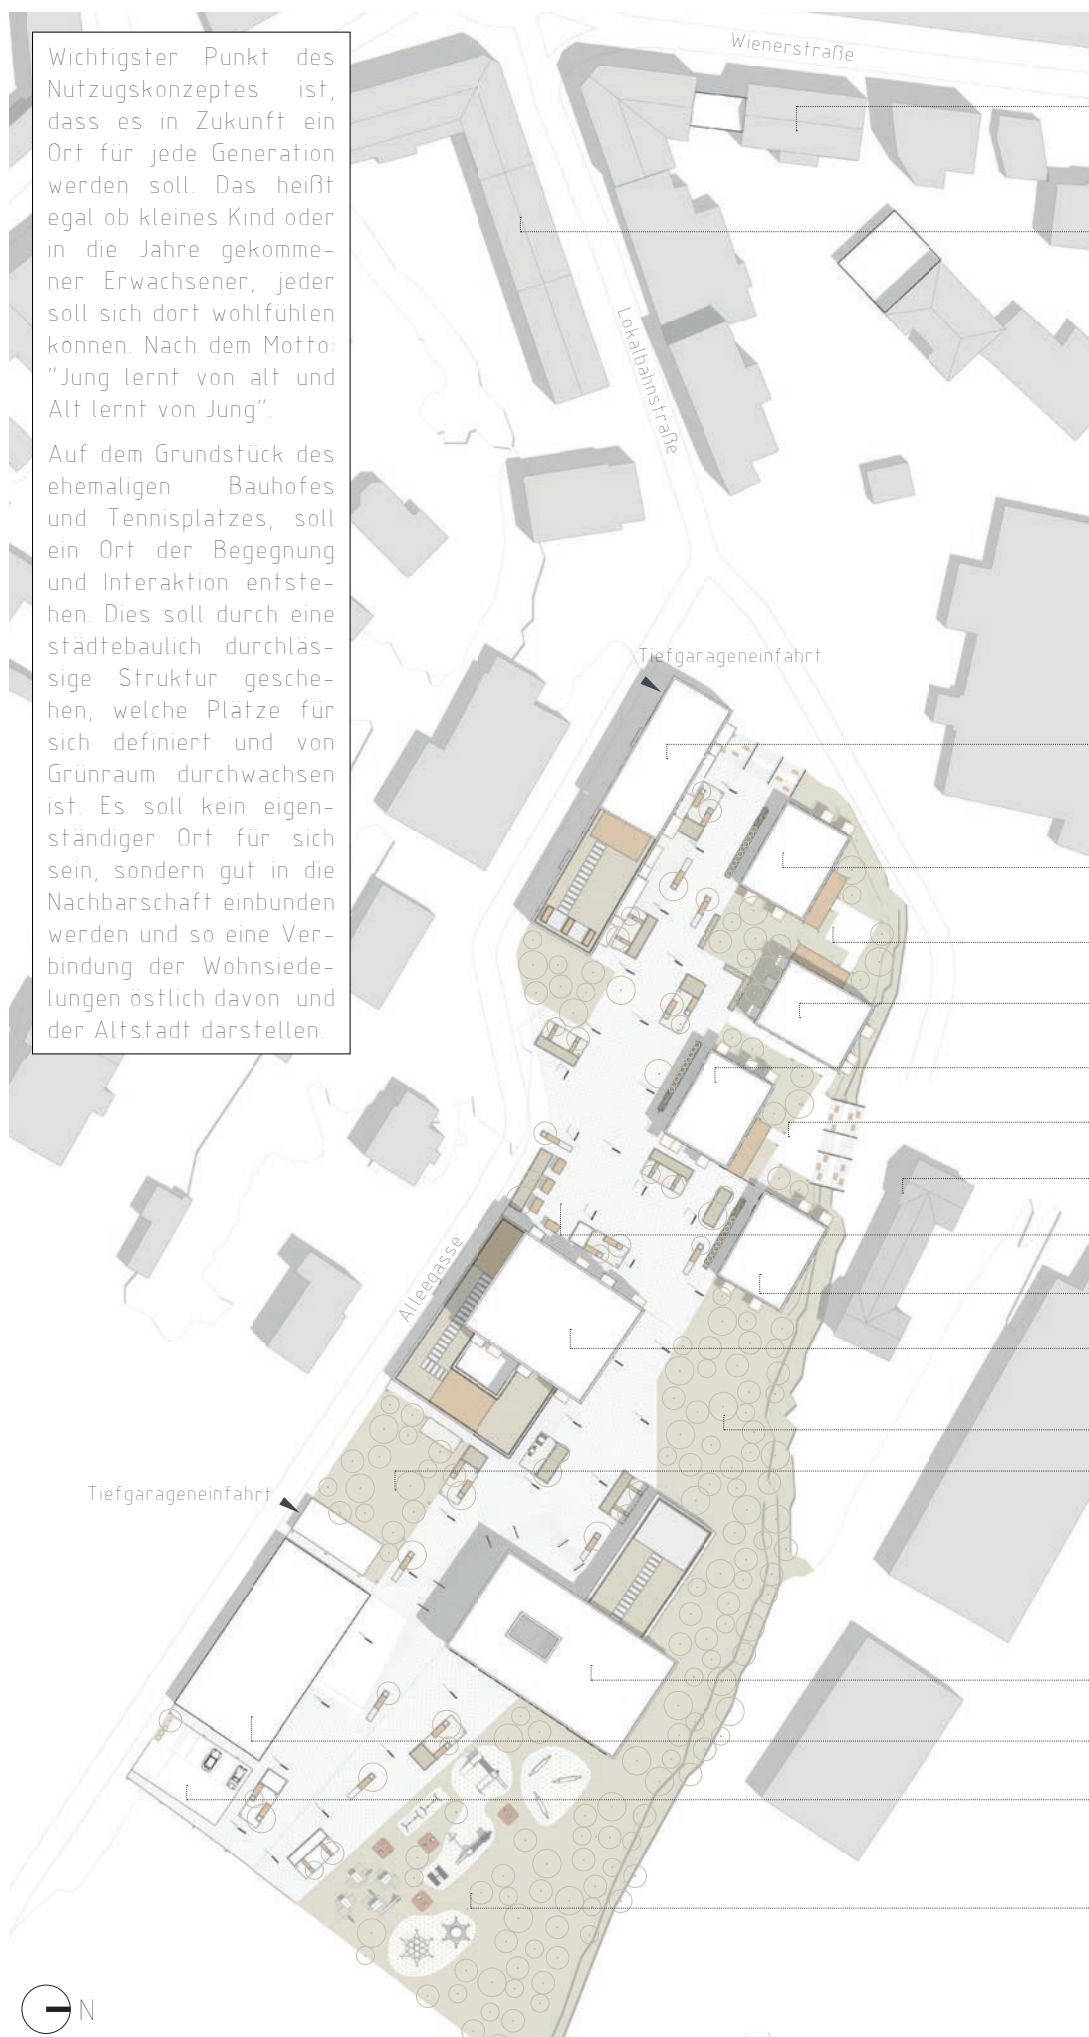 Wichtigster Punkt des
Nutzugskonzeptes ist,
dass es in Zukunft ein
Ort für jede Generation
werden soll. Das heißt
egal ob kleines Kind oder
in die Jahre gekomme-
ner Erwachsener, jeder
soll sich dort wohlfühlen
können. Nach dem Motto:
"Jung lernt von alt und
Alt lernt von Jung".
Auf dem Grundstück des
ehemaligen Bauhofes
und Tennisplatzes, soll
ein Ort der Begegnung
und Interaktion entste-
hen. Dies soll durch eine
städtebaulich durchläs-
sige Struktur gesche-
hen, welche Plätze für
sich definiert und von
Grünraum durchwachsen
ist. Es soll kein eigen-
ständiger Ort für sich
sein, sondern gut in die
Nachbarschaft einbunden
werden und so eine Ver-
bindung der Wohnsiede-
lungen östlich davon und
der Altstadt darstellen.
Wienerstraße
Lokalbahnstraße
Tiefgarageneinfahrt
Alleegasse
Tiefgarageneinfahrt
N